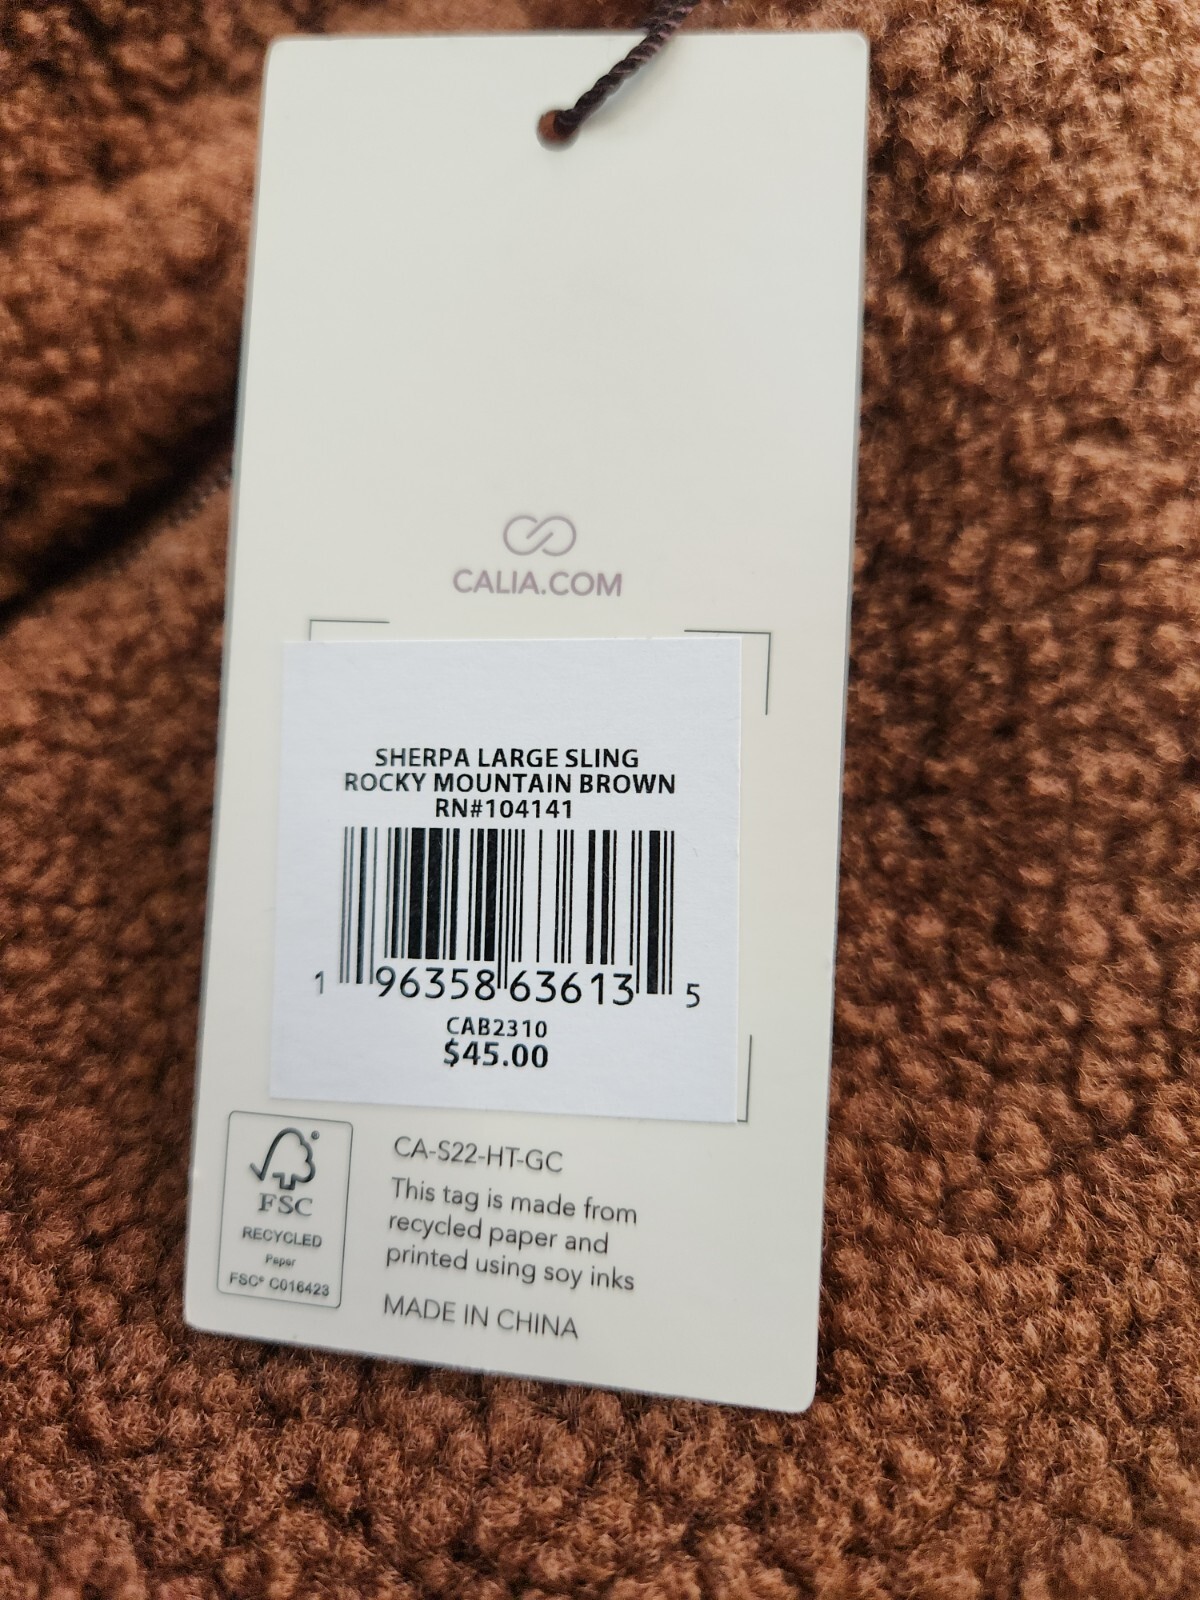 CALIA.COM
SHERPA LARGE SLING
ROCKY MOUNTAIN BROWN
RN#104141
1 96358 63613 5
CAB2310
$45.00
FSC
RECYCLED
Paper
FSC® C016423
CA-S22-HT-GC
This tag is made from
recycled paper and
printed using soy inks
MADE IN CHINA